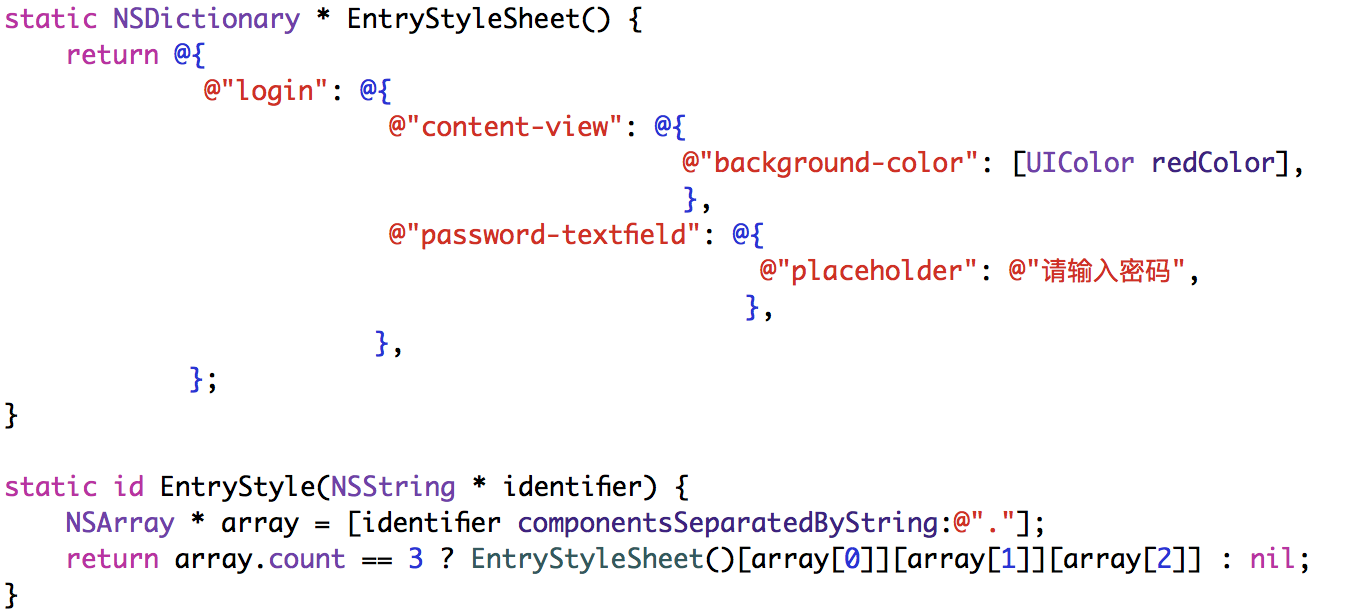 static NSDictionary * EntryStyleSheet() {
return @{
@"login": @{
@"content-view": @{
@"background-color": [UIColor redColor],
},
@"password-textfield": @{
@"placeholder": @"请输入密码",
},
},
};
}
static id EntryStyle(NSString * identifier) {
NSArray * array = [identifier componentsSeparatedByString:@"."];
return array.count == 3 ? EntryStyleSheet()[array[0]][array[1]][array[2]] : nil;
}